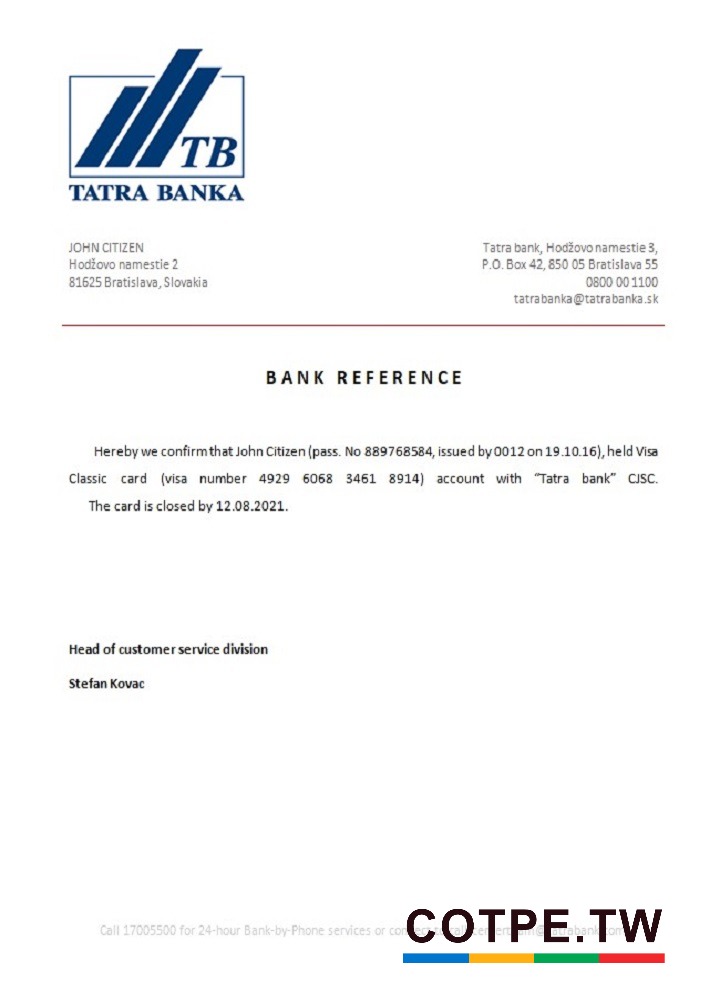 TB
TATRA BANKA
JOHN CITIZEN
Hodžovo namestie 2
81625 Bratislava, Slovakia
Tatra bank, Hodžovo namestie 3,
P.O. Box 42, 850 05 Bratislava 55
0800 00 1100
tatrabanka@tatrabanka.sk
BANK REFERENCE
Hereby we confirm that John Citizen (pass. No 889768584, issued by 0012 on 19.10.16), held Visa
Classic card (visa number 4929 6068 3461 8914) account with “Tatra bank” CJSC.
The card is closed by 12.08.2021.
Head of customer service division
Stefan Kovac
Call 17005500 for 24-hour Bank-by-Phone services or
COTPE.TW